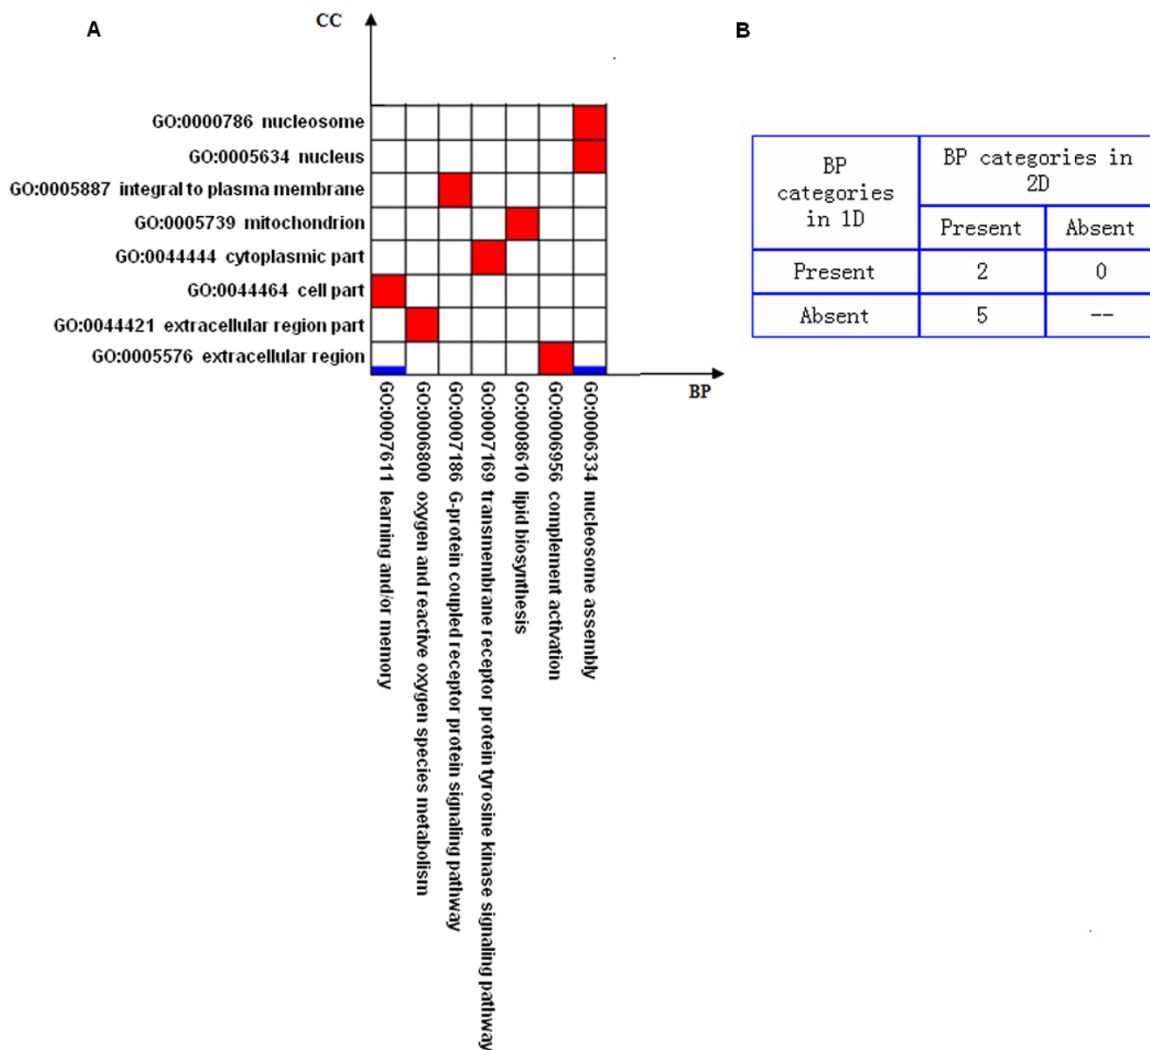 A
CC
GO:0000786 nucleosome
GO:0005634 nucleus
GO:0005887 integral to plasma membrane
GO:0005739 mitochondrion
GO:0044444 cytoplasmic part
GO:0044464 cell part
GO:0044421 extracellular region part
GO:0005576 extracellular region
BP
GO:0007611 learning and/or memory
GO:0006800 oxygen and reactive oxygen species metabolism
GO:0007186 G-protein coupled receptor protein signaling pathway
GO:0007169 transmembrane receptor protein tyrosine kinase signaling pathway
GO:0008610 lipid biosynthesis
GO:0006956 complement activation
GO:0006334 nucleosome assembly
B
BP
categories
in 1D
BP categories in
2D
Present Absent
Present 2 0
Absent 5 --